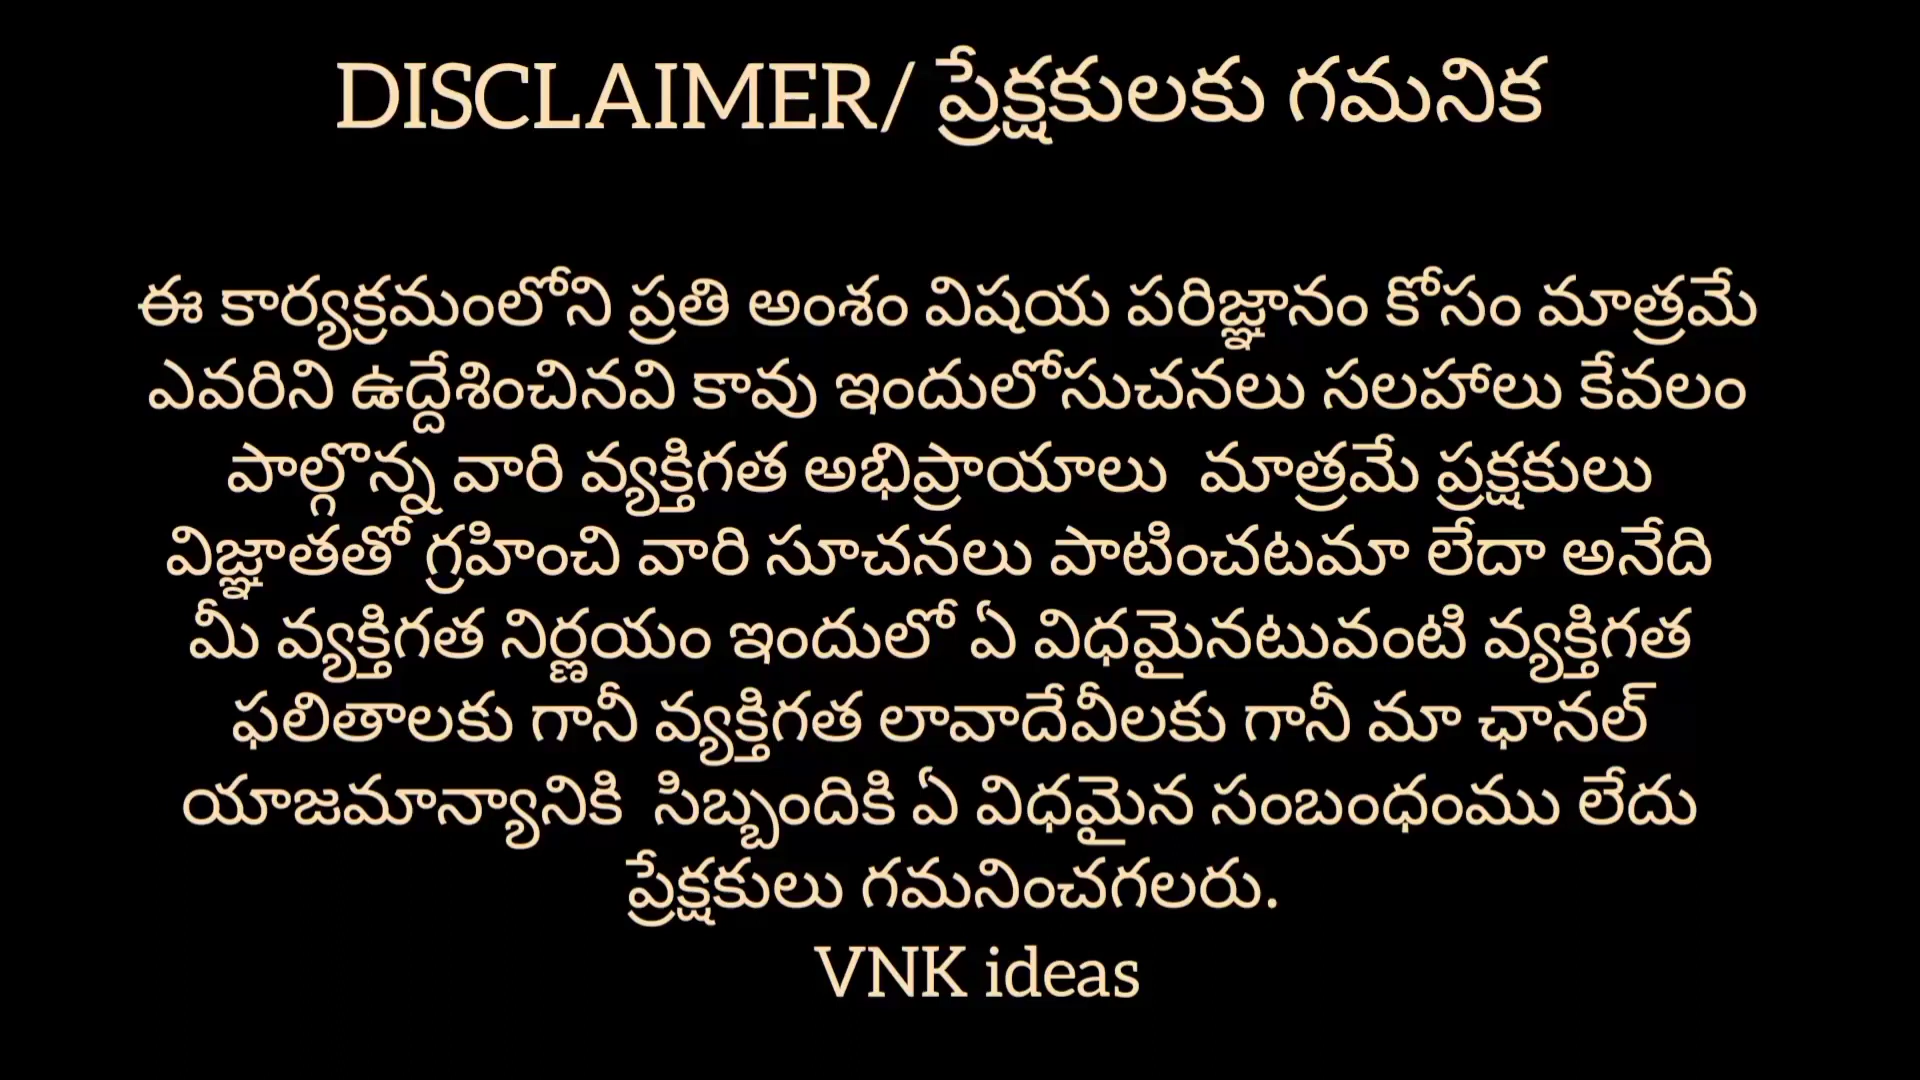 DISCLAIMER/ ప్రేక్షకులకు గమనిక
ఈ కార్యక్రమంలోని ప్రతి అంశం విషయ పరిజ్ఞానం కోసం మాత్రమే
ఎవరిని ఉద్దేశించినవి కావు ఇందులోసుచనలు సలహాలు కేవలం
పాల్గొన్న వారి వ్యక్తిగత అభిప్రాయాలు మాత్రమే ప్రక్షకులు
విజ్ఞాతతో గ్రహించి వారి సూచనలు పాటించటమా లేదా అనేది
మీ వ్యక్తిగత నిర్ణయం ఇందులో ఏ విధమైనటువంటి వ్యక్తిగత
ఫలితాలకు గానీ వ్యక్తిగత లావాదేవీలకు గానీ మా ఛానల్
యాజమాన్యానికి సిబ్బందికి ఏ విధమైన సంబంధంము లేదు
ప్రేక్షకులు గమనించగలరు.
VNK ideas